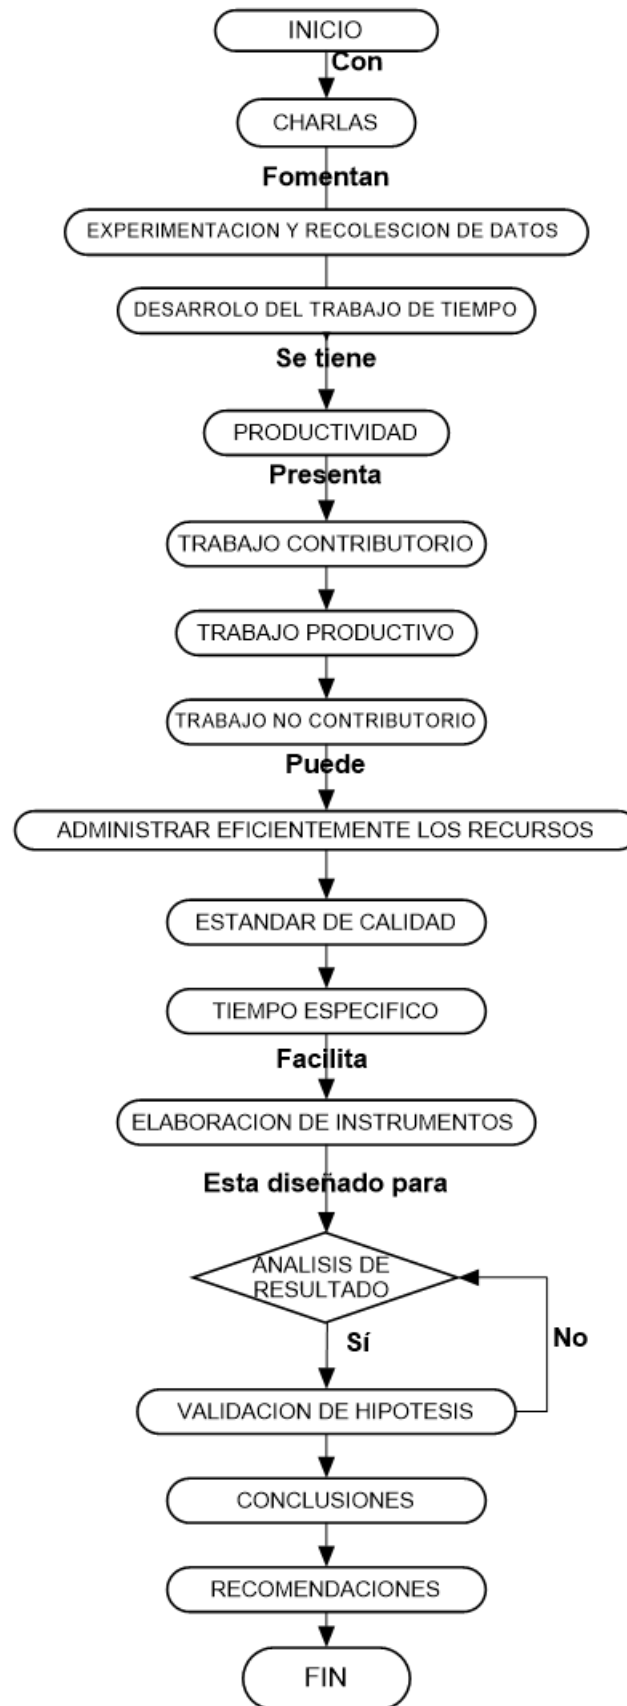 INICIO
Con
CHARLAS
Fomentan
EXPERIMENTACION Y RECOLESCION DE DATOS
DESARROLO DEL TRABAJO DE TIEMPO
Se tiene
PRODUCTIVIDAD
Presenta
TRABAJO CONTRIBUTORIO
TRABAJO PRODUCTIVO
TRABAJO NO CONTRIBUTORIO
Puede
ADMINISTRAR EFICIENTEMENTE LOS RECURSOS
ESTANDAR DE CALIDAD
TIEMPO ESPECIFICO
Facilita
ELABORACION DE INSTRUMENTOS
Esta diseñado para
ANALISIS DE
RESULTADO
Sí
No
VALIDACION DE HIPOTESIS
CONCLUSIONES
RECOMENDACIONES
FIN